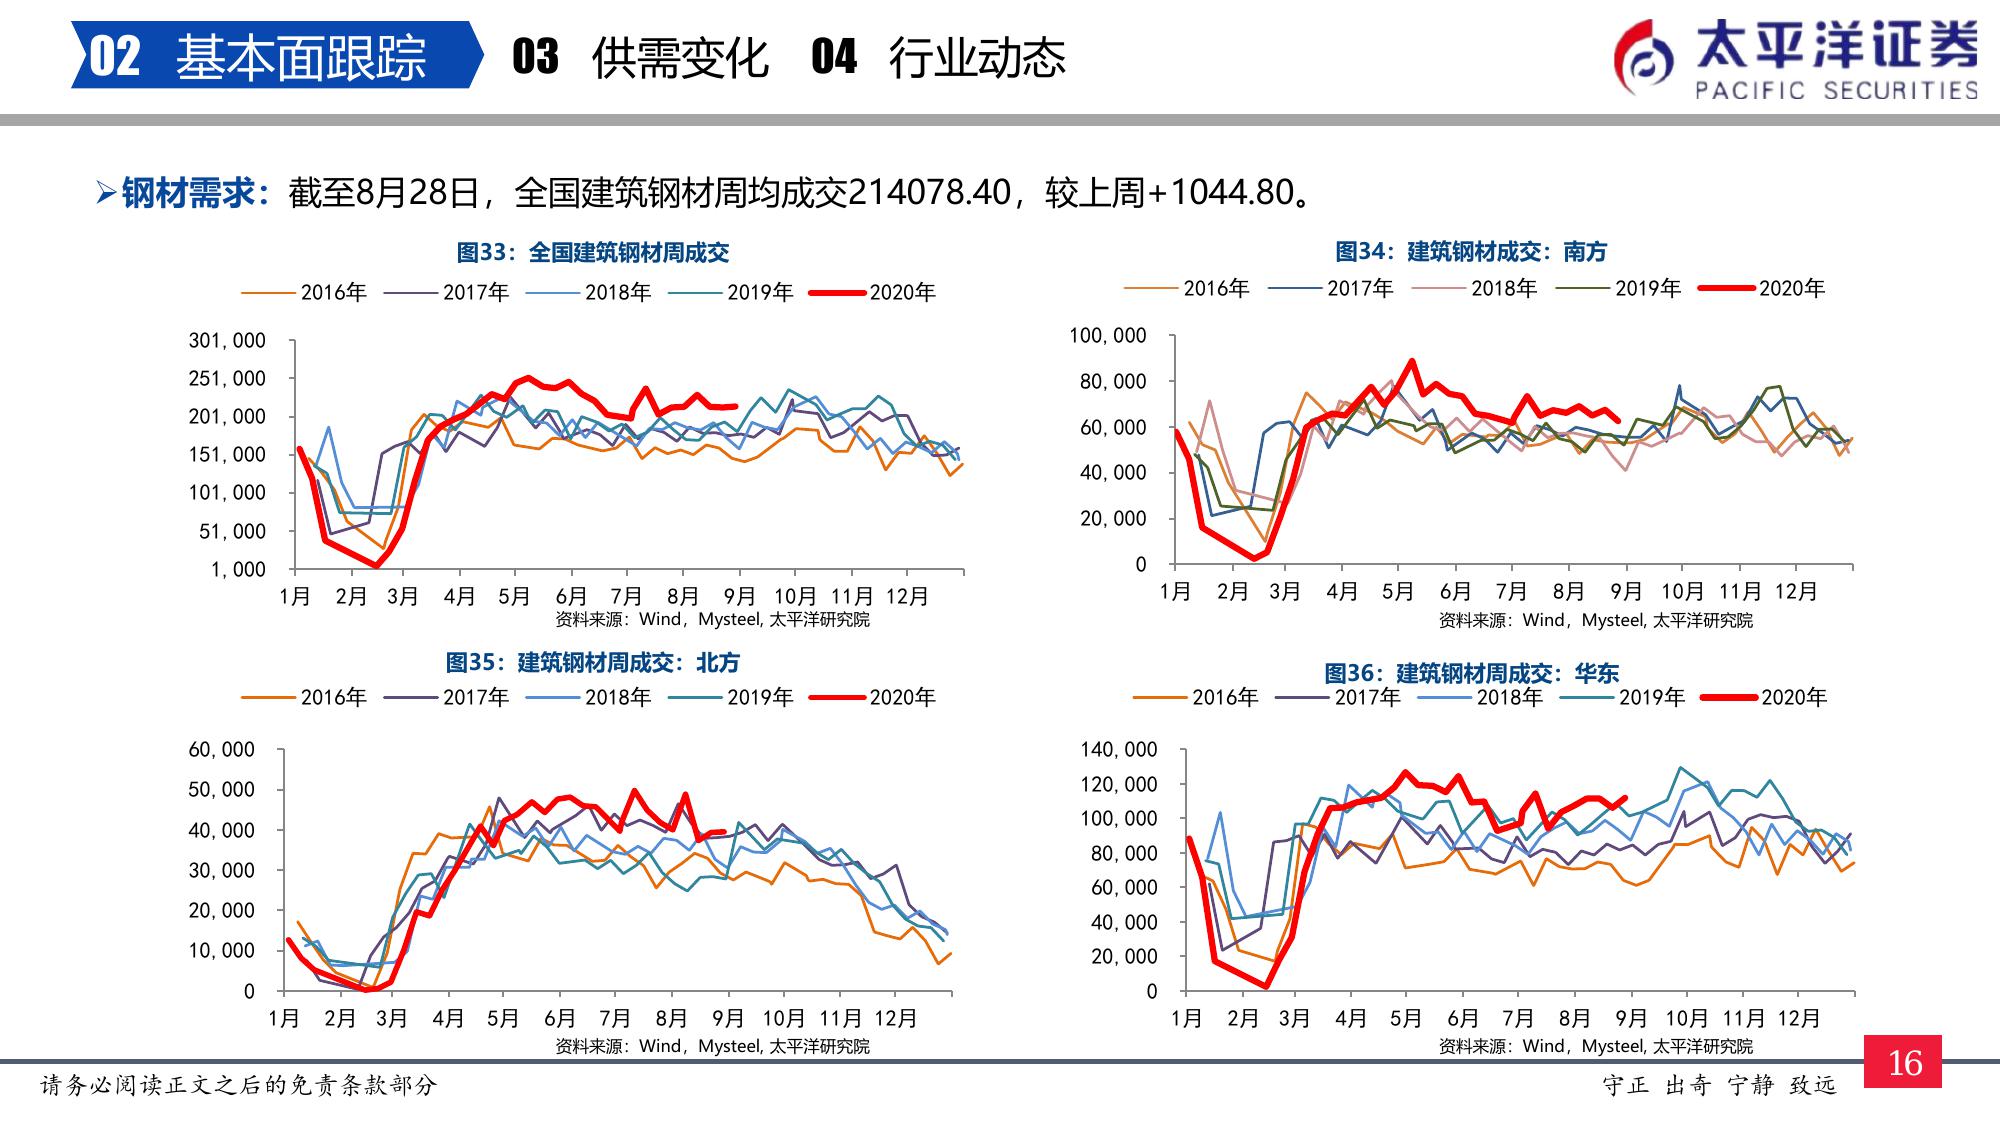 02 基本面跟踪 03 供需变化 04 行业动态
太平洋证券
PACIFIC SECURITIES
➢钢材需求：截至8月28日，全国建筑钢材周均成交214078.40，较上周+1044.80。
图33：全国建筑钢材周成交
2016年 2017年 2018年 2019年 2020年
301,000
251,000
201,000
151,000
101,000
51,000
1,000
1月 2月 3月 4月 5月 6月 7月 8月 9月 10月 11月 12月
资料来源：Wind，Mysteel, 太平洋研究院
图34：建筑钢材成交：南方
2016年 2017年 2018年 2019年 2020年
100,000
80,000
60,000
40,000
20,000
0
1月 2月 3月 4月 5月 6月 7月 8月 9月 10月 11月 12月
资料来源：Wind，Mysteel, 太平洋研究院
图35：建筑钢材周成交：北方
2016年 2017年 2018年 2019年 2020年
60,000
50,000
40,000
30,000
20,000
10,000
0
1月 2月 3月 4月 5月 6月 7月 8月 9月 10月 11月 12月
资料来源：Wind，Mysteel, 太平洋研究院
图36：建筑钢材周成交：华东
2016年 2017年 2018年 2019年 2020年
140,000
120,000
100,000
80,000
60,000
40,000
20,000
0
1月 2月 3月 4月 5月 6月 7月 8月 9月 10月 11月 12月
资料来源：Wind，Mysteel, 太平洋研究院
16
请务必阅读正文之后的免责条款部分
守正 出奇 宁静 致远